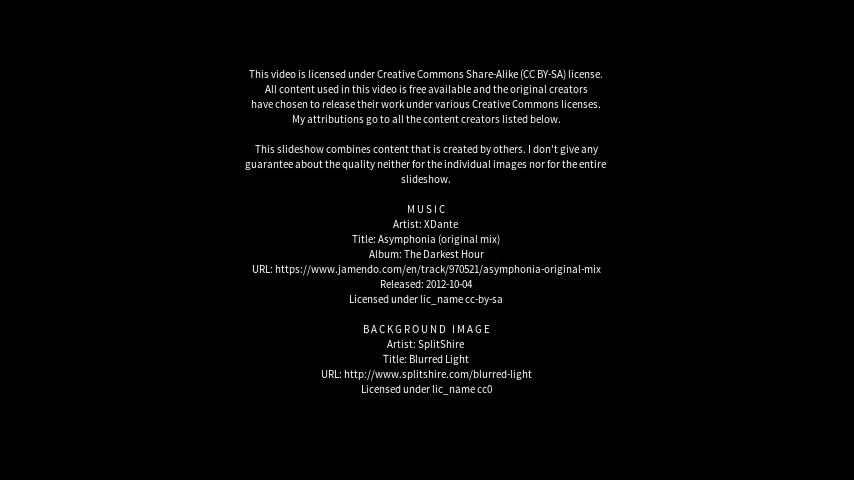 This video is licensed under Creative Commons Share-Alike (CC BY-SA) license.
All content used in this video is free available and the original creators
have chosen to release their work under various Creative Commons licenses.
My attributions go to all the content creators listed below.
This slideshow combines content that is created by others. I don't give any
guarantee about the quality neither for the individual images nor for the entire
slideshow.
MUSIC
Artist: XDante
Title: Asymphonia (original mix)
Album: The Darkest Hour
URL: https://www.jamendo.com/en/track/970521/asymphonia-original-mix
Released: 2012-10-04
Licensed under lic_name cc-by-sa
BACKGROUND IMAGE
Artist: SplitShire
Title: Blurred Light
URL: http://www.splitshire.com/blurred-light
Licensed under lic_name cc0